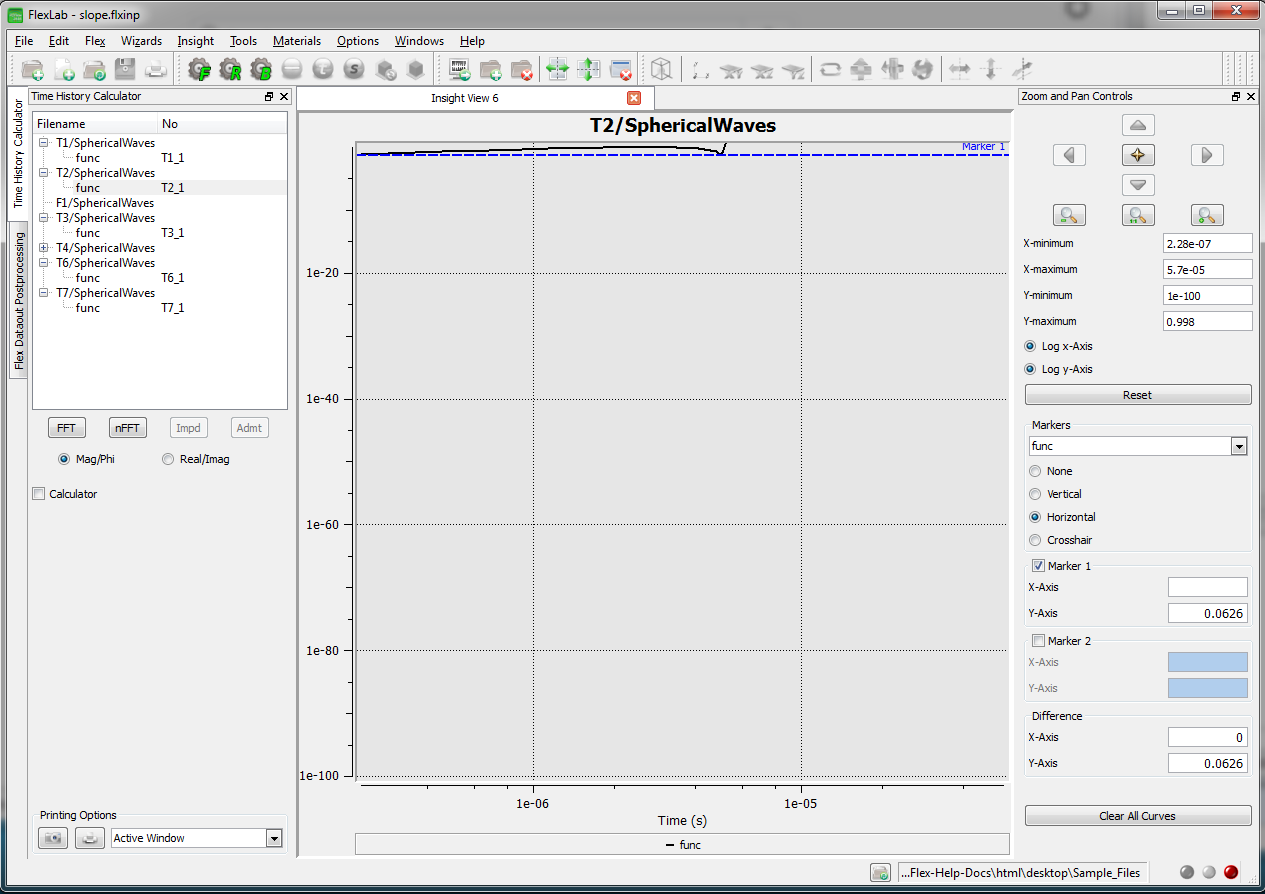 FlexLab - slope.flxinp
File Edit Flex Wizards Insight Tools Materials Options Windows Help
Time History Calculator
Flex Dataout Postprocessing
Time History Calculator
Filename No
T1/SphericalWaves
func T1_1
T2/SphericalWaves
func T2_1
F1/SphericalWaves
T3/SphericalWaves
func T3_1
T4/SphericalWaves
T6/SphericalWaves
func T6_1
T7/SphericalWaves
func T7_1
FFT nFFT Impd Admt
Mag/Phi Real/Imag
Calculator
Printing Options
Active Window
Insight View 6
T2/SphericalWaves
Marker 1
1e-20
1e-40
1e-60
1e-80
1e-100
1e-06 1e-05
Time (s)
func
Zoom and Pan Controls
X-minimum 2.28e-07
X-maximum 5.7e-05
Y-minimum 1e-100
Y-maximum 0.998
Log x-Axis
Log y-Axis
Reset
Markers
func
None
Vertical
Horizontal
Crosshair
Marker 1
X-Axis
Y-Axis 0.0626
Marker 2
X-Axis
Y-Axis
Difference
X-Axis 0
Y-Axis 0.0626
Clear All Curves
...Flex-Help-Docs\html\desktop\Sample_Files